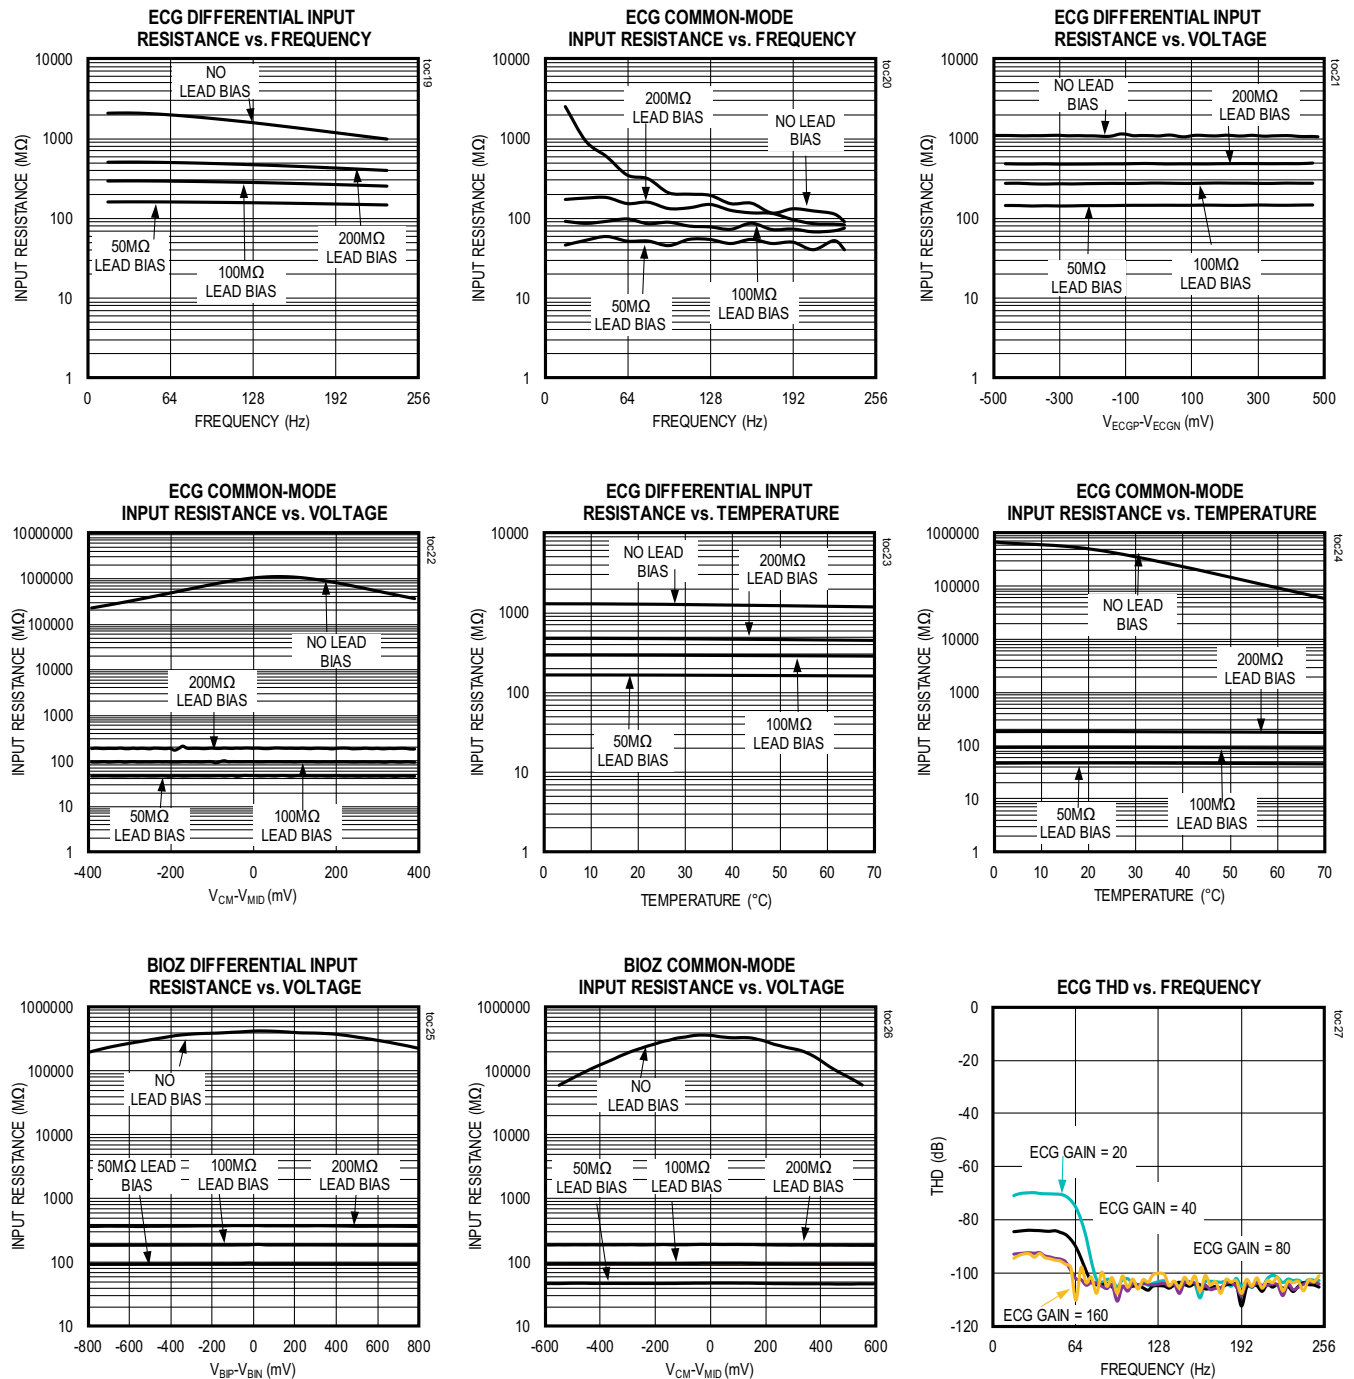 ECG DIFFERENTIAL INPUT
RESISTANCE vs. FREQUENCY
toc19
10000
1000
100
10
1
INPUT RESISTANCE (MΩ)
NO
LEAD BIAS
50MΩ
LEAD BIAS
100MΩ
LEAD BIAS
200MΩ
LEAD BIAS
0 64 128 192 256
FREQUENCY (Hz)
ECG COMMON-MODE
INPUT RESISTANCE vs. FREQUENCY
toc20
10000
1000
100
10
1
INPUT RESISTANCE (MΩ)
200MΩ
LEAD BIAS
NO LEAD
BIAS
50MΩ
LEAD BIAS
100MΩ
LEAD BIAS
0 64 128 192 256
FREQUENCY (Hz)
ECG DIFFERENTIAL INPUT
RESISTANCE vs. VOLTAGE
toc21
10000
1000
100
10
1
INPUT RESISTANCE (MΩ)
NO LEAD
BIAS
200MΩ
LEAD BIAS
50MΩ
LEAD BIAS
100MΩ
LEAD BIAS
-500 -300 -100 100 300 500
VECGP-VECGN (mV)
ECG COMMON-MODE
INPUT RESISTANCE vs. VOLTAGE
toc22
10000000
1000000
100000
10000
1000
100
10
1
INPUT RESISTANCE (MΩ)
NO LEAD
BIAS
200MΩ
LEAD BIAS
50MΩ
LEAD BIAS
100MΩ
LEAD BIAS
-400 -200 0 200 400
VCM-VMID (mV)
ECG DIFFERENTIAL INPUT
RESISTANCE vs. TEMPERATURE
toc23
10000
1000
100
10
1
INPUT RESISTANCE (MΩ)
NO LEAD
BIAS
200MΩ
LEAD BIAS
50MΩ
LEAD BIAS
100MΩ
LEAD BIAS
0 10 20 30 40 50 60 70
TEMPERATURE (°C)
ECG COMMON-MODE
INPUT RESISTANCE vs. TEMPERATURE
toc24
1000000
100000
10000
1000
100
10
1
INPUT RESISTANCE (MΩ)
NO LEAD
BIAS
200MΩ
LEAD BIAS
50MΩ
LEAD BIAS
100MΩ
LEAD BIAS
0 10 20 30 40 50 60 70
TEMPERATURE (°C)
BIOZ DIFFERENTIAL INPUT
RESISTANCE vs. VOLTAGE
toc25
1000000
100000
10000
1000
100
10
INPUT RESISTANCE (MΩ)
NO
LEAD BIAS
50MΩ LEAD
BIAS
100MΩ
LEAD BIAS
200MΩ
LEAD BIAS
-800 -600 -400 -200 0 200 400 600 800
VBIP-VBIN (mV)
BIOZ COMMON-MODE
INPUT RESISTANCE vs. VOLTAGE
toc26
1000000
100000
10000
1000
100
10
INPUT RESISTANCE (MΩ)
NO
LEAD BIAS
50MΩ
LEAD BIAS
100MΩ
LEAD BIAS
200MΩ
LEAD BIAS
-600 -400 -200 0 200 400 600
VCM-VMID (mV)
ECG THD vs. FREQUENCY
toc27
0
-20
-40
-60
-80
-100
-120
THD (dB)
ECG GAIN = 20
ECG GAIN = 40
ECG GAIN = 80
ECG GAIN = 160
0 64 128 192 256
FREQUENCY (Hz)